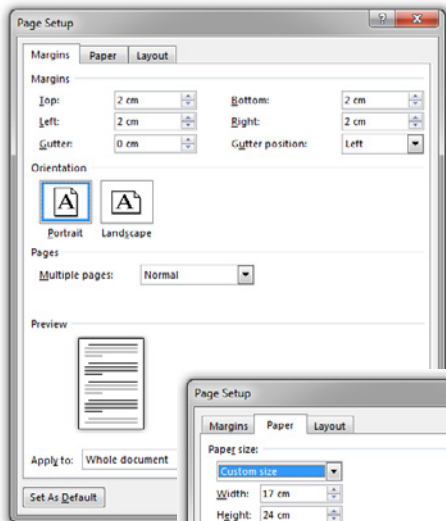 Page Setup
Margins Paper Layout
Margins
Top: 2 cm Bottom: 2 cm
Left: 2 cm Right: 2 cm
Gutter: 0 cm Gutter position: Left
Orientation
A A
Portrait Landscape
Pages
Multiple pages: Normal
Preview
Apply to: Whole document
Set As Default
Page Setup
Margins Paper Layout
Paper size:
Custom size
Width: 17 cm
Height: 24 cm